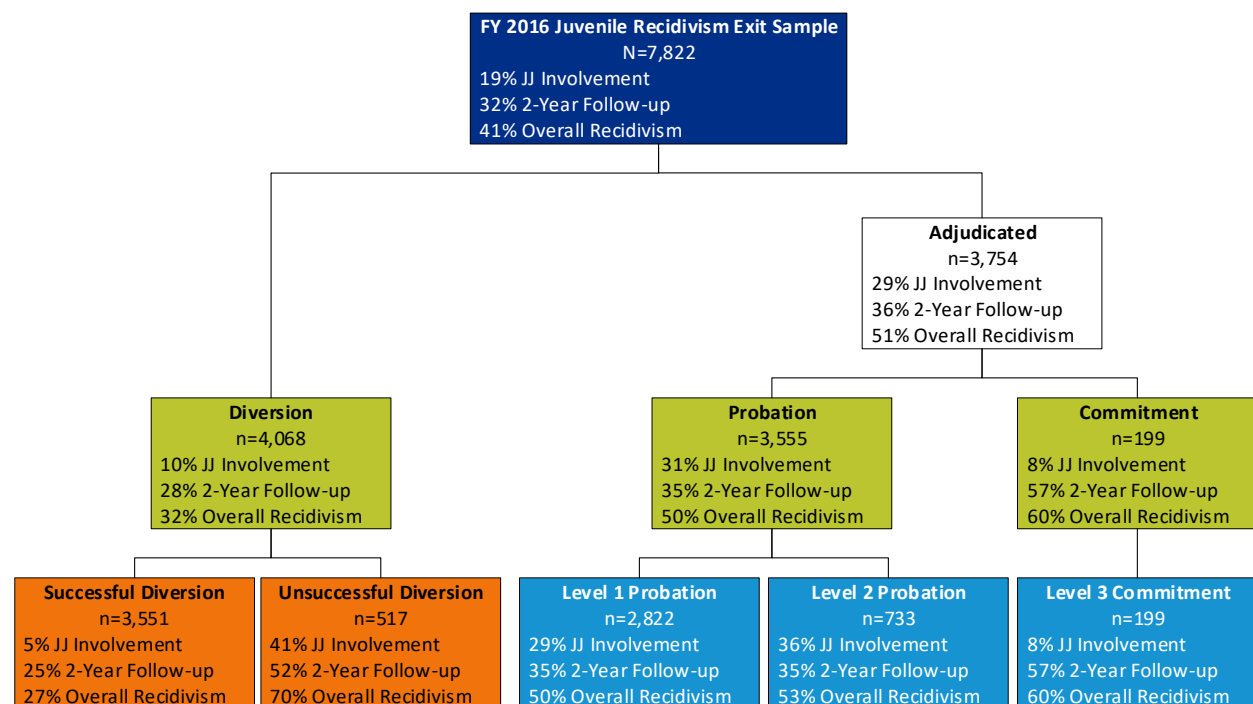 FY 2016 Juvenile Recidivism Exit Sample
N=7,822
19% JJ Involvement
32% 2-Year Follow-up
41% Overall Recidivism
Adjudicated
n=3,754
29% JJ Involvement
36% 2-Year Follow-up
51% Overall Recidivism
Diversion
n=4,068
10% JJ Involvement
28% 2-Year Follow-up
32% Overall Recidivism
Probation
n=3,555
31% JJ Involvement
35% 2-Year Follow-up
50% Overall Recidivism
Commitment
n=199
8% JJ Involvement
57% 2-Year Follow-up
60% Overall Recidivism
Successful Diversion
n=3,551
5% JJ Involvement
25% 2-Year Follow-up
27% Overall Recidivism
Unsuccessful Diversion
n=517
41% JJ Involvement
52% 2-Year Follow-up
70% Overall Recidivism
Level 1 Probation
n=2,822
29% JJ Involvement
35% 2-Year Follow-up
50% Overall Recidivism
Level 2 Probation
n=733
36% JJ Involvement
35% 2-Year Follow-up
53% Overall Recidivism
Level 3 Commitment
n=199
8% JJ Involvement
57% 2-Year Follow-up
60% Overall Recidivism